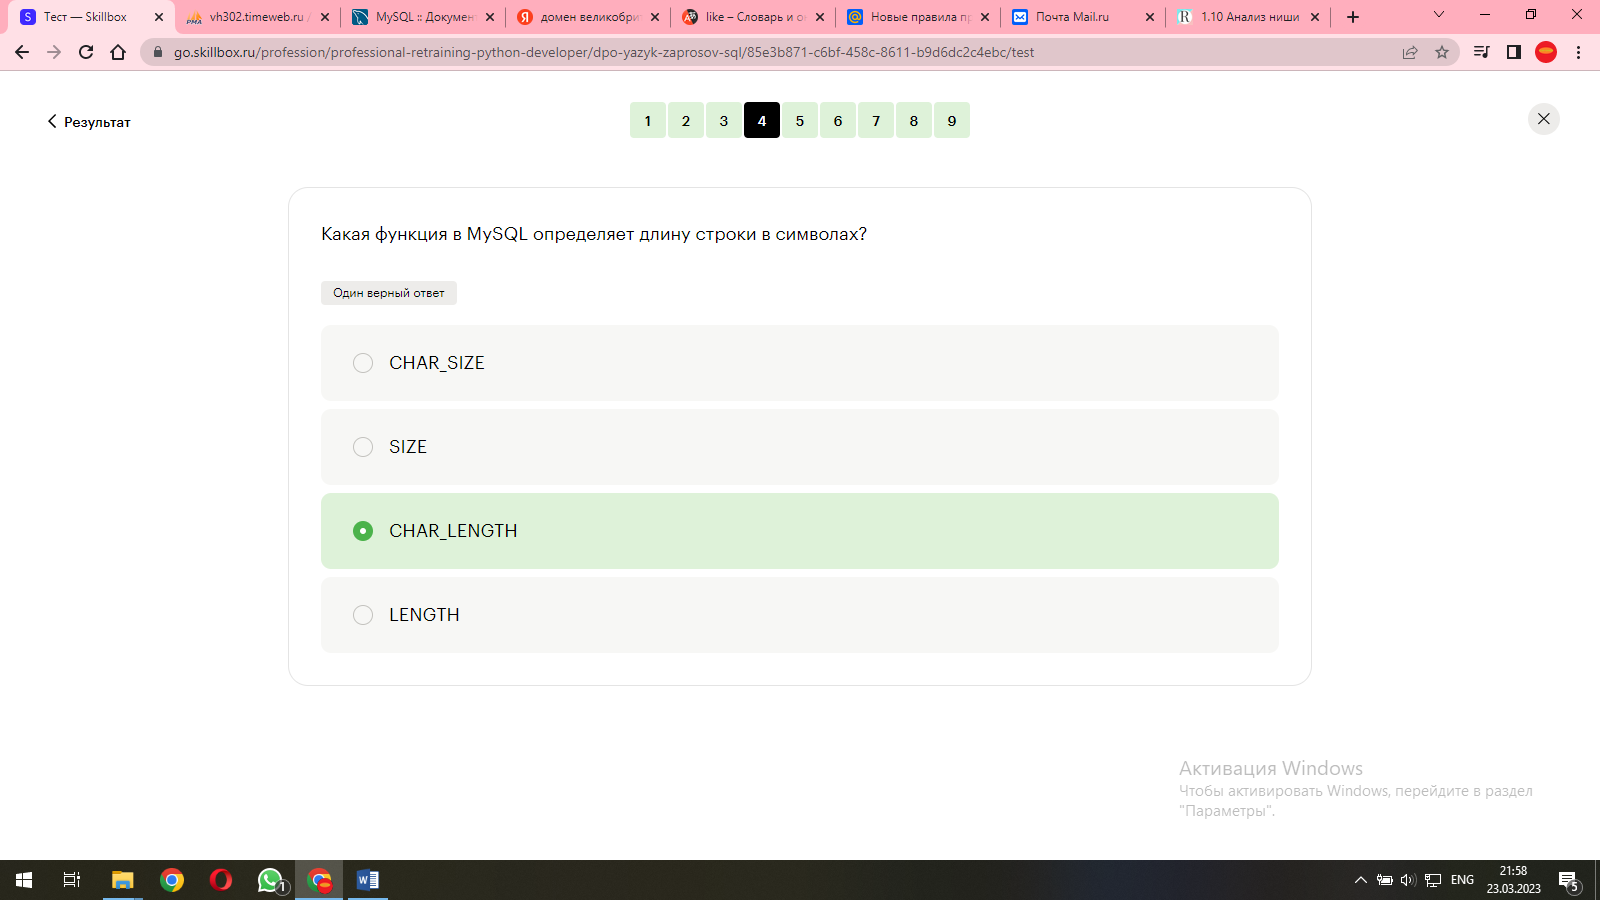 Тест — Skillbox
vh302.timeweb.ru /
MySQL :: Докумен
домен великобри
like – Словарь и о
Новые правила п
Почта Mail.ru
1.10 Анализ ниши
go.skillbox.ru/profession/professional-retraining-python-developer/dpo-yazyk-zaprosov-sql/85e3b871-c6bf-458c-8611-b9d6dc2c4ebc/test
Результат
1 2 3 4 5 6 7 8 9
Какая функция в MySQL определяет длину строки в символах?
Один верный ответ
CHAR_SIZE
SIZE
CHAR_LENGTH
LENGTH
Активация Windows
Чтобы активировать Windows, перейдите в раздел
"Параметры".
1
ENG
21:58
23.03.2023
5